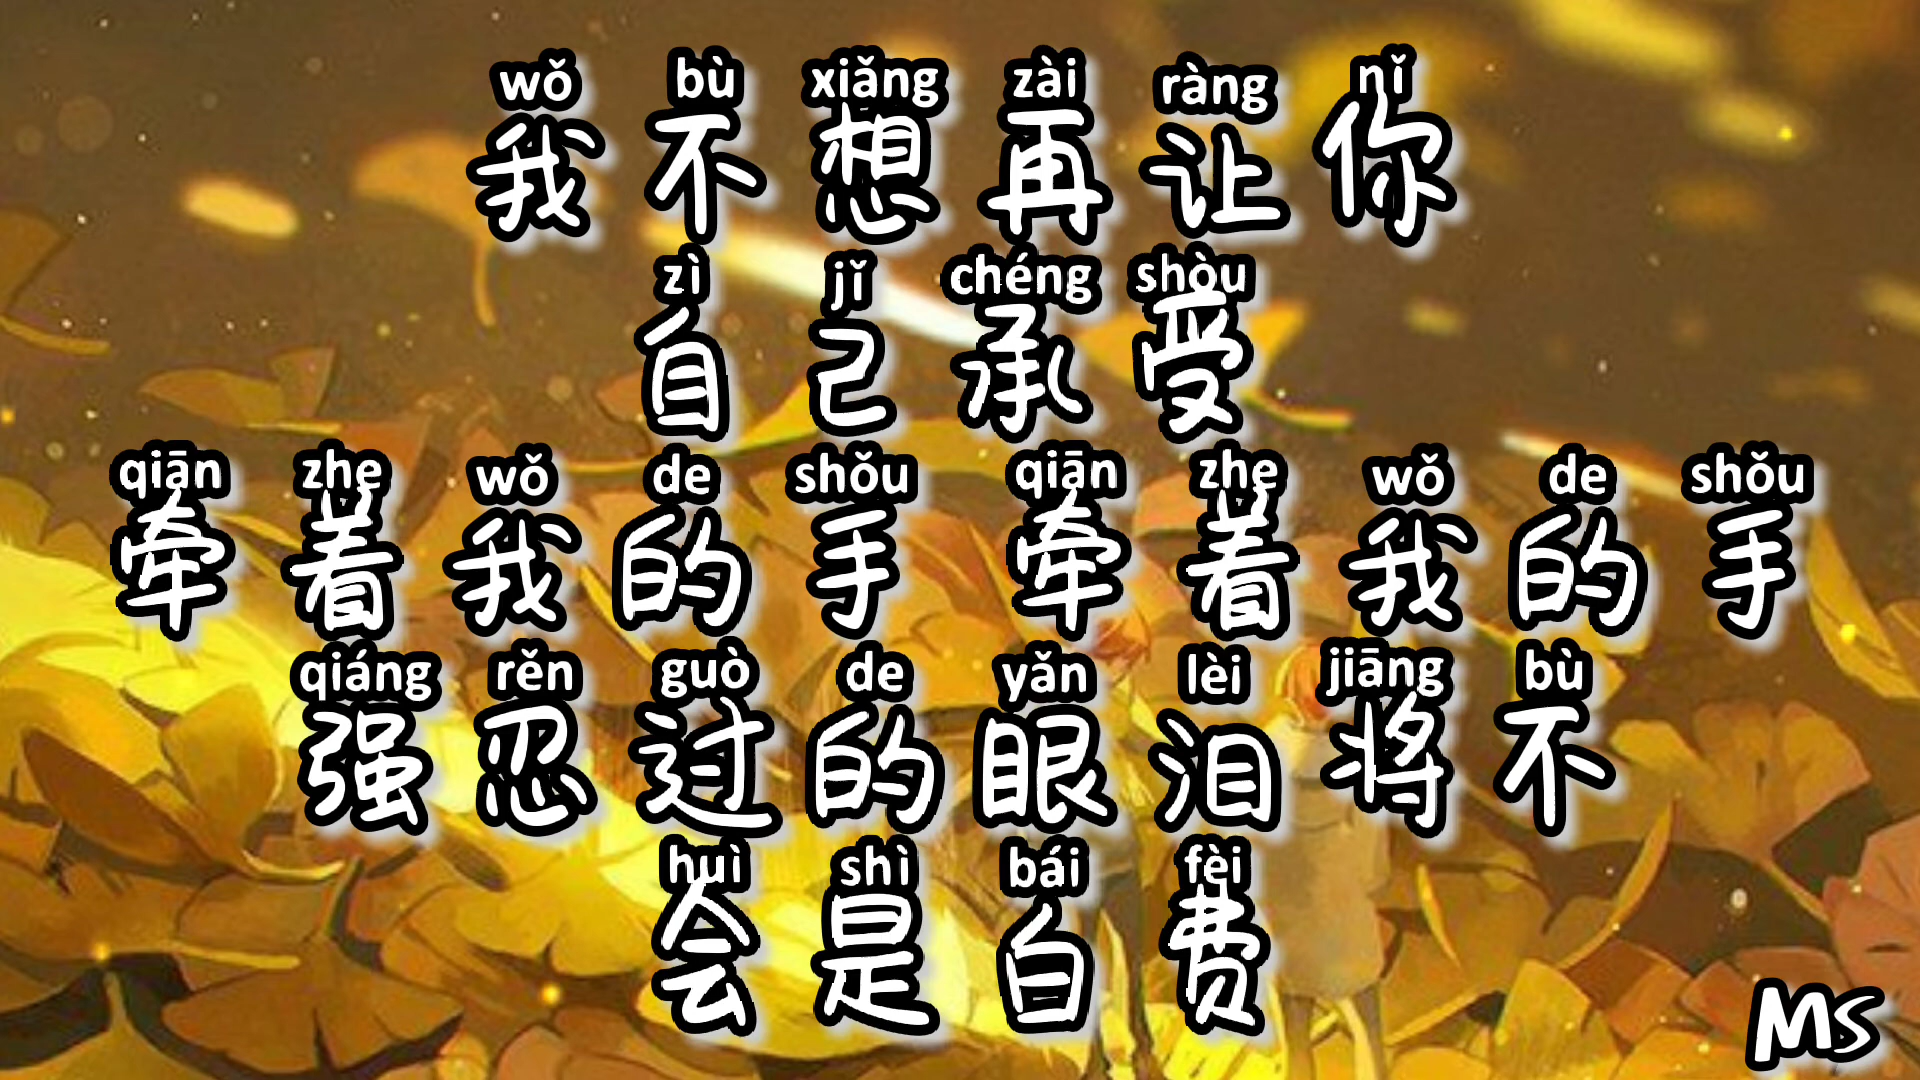 wǒ bù xiǎng zài ràng nǐ
我不想再让你
zì jǐ chéng shòu
自己承受
qiān zhe wǒ de shǒu qiān zhe wǒ de shǒu
牵着我的手 牵着我的手
qiáng rěn guò de yǎn lèi jiāng bù
强忍过的眼泪将不
huì shì bái fèi
会是白费
MS